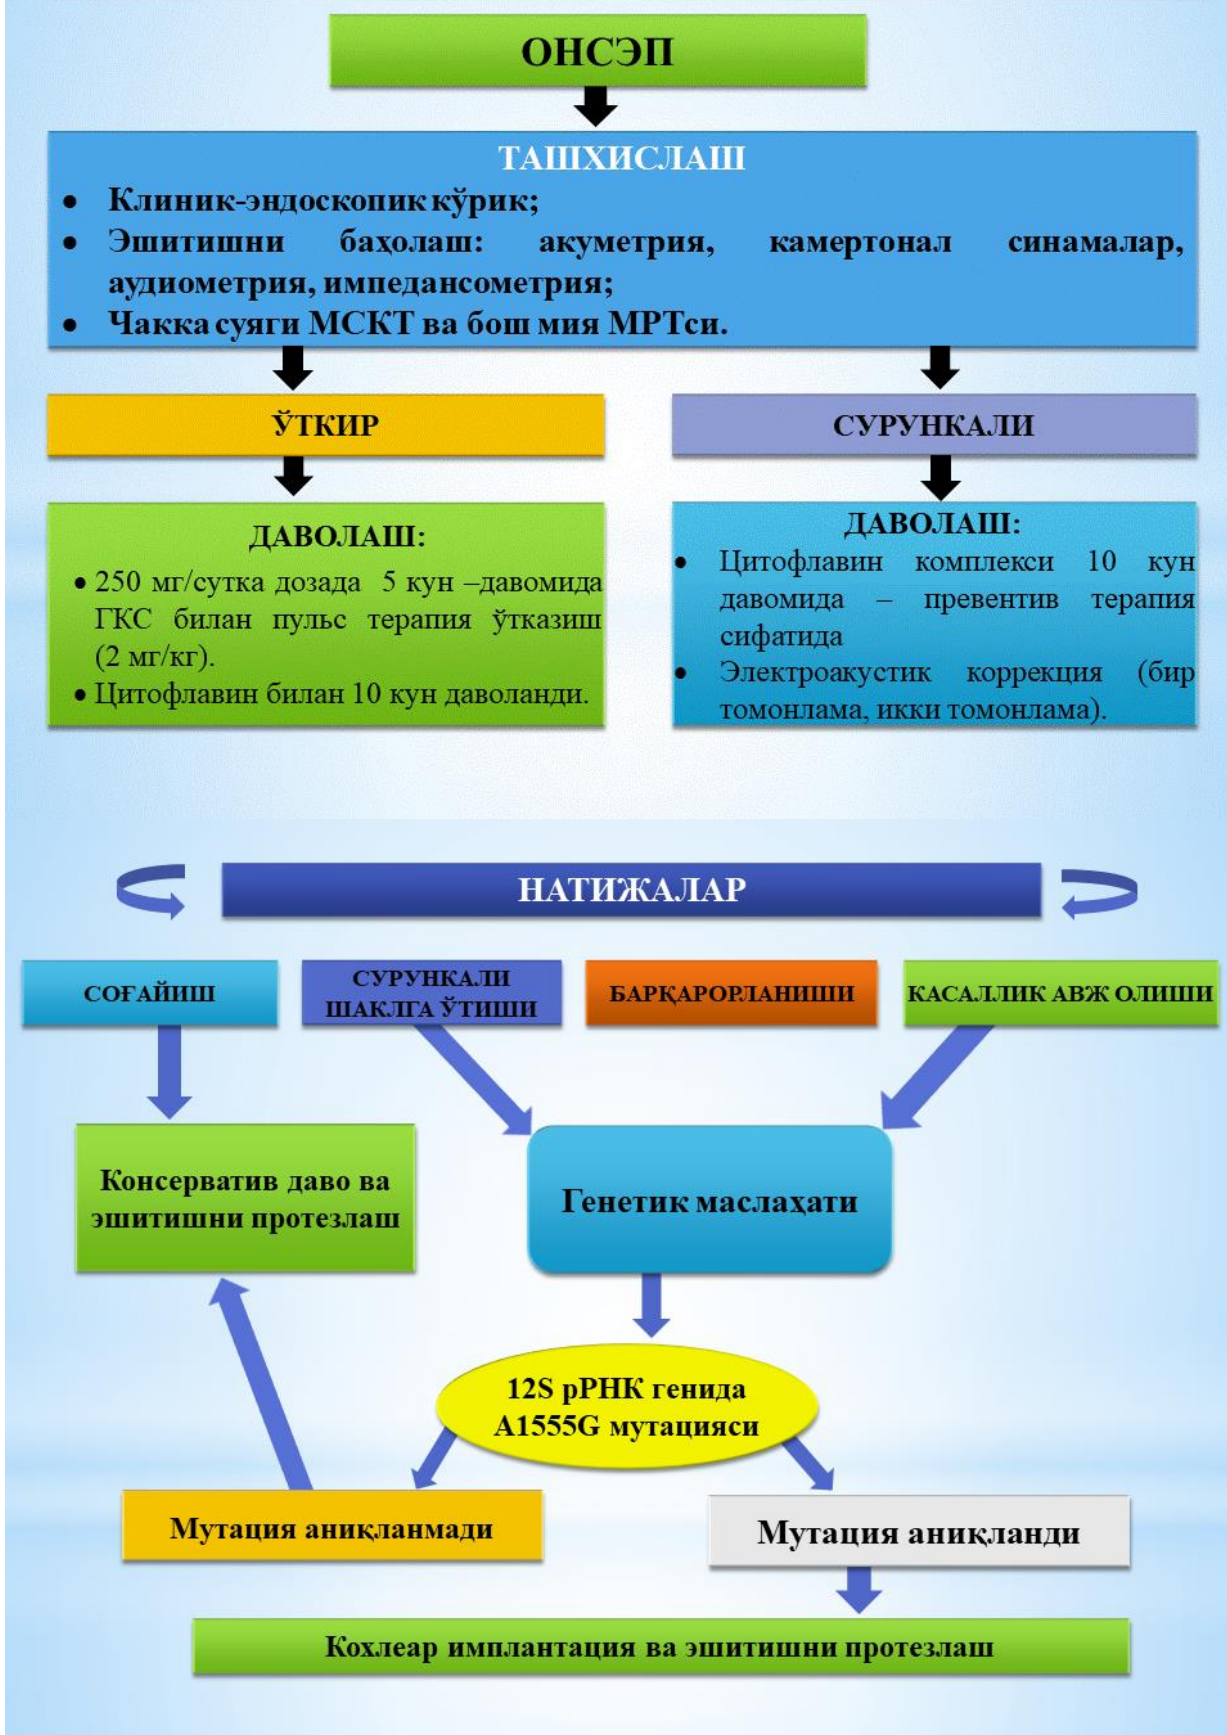 ОНСЭП
ТАШХИСЛАШ
• Клиник-эндоскопик кўрик;
• Эшитишни баҳолаш: акуметрия, камертонал синамалар,
аудиометрия, импедансометрия;
• Чакка суяги МСКТ ва бош мия МРТси.
ЎТКИР
СУРУНКАЛИ
ДАВОЛАШ:
• 250 мг/сутка дозада 5 кун –давомида
ГКС билан пульс терапия ўтказиш
(2 мг/кг).
• Цитофлавин билан 10 кун даволанди.
ДАВОЛАШ:
• Цитофлавин комплекси 10 кун
давомида – превентив терапия
сифатида
• Электроакустик коррекция (бир
томонлама, икки томонлама).
НАТИЖАЛАР
СОҒАЙИШ
СУРУНКАЛИ
ШАКЛГА ЎТИШИ
БАРҚАРОРЛАНИШИ
КАСАЛЛИК АВЖ ОЛИШИ
Консерватив даво ва
эшитишни протезлаш
Генетик маслаҳати
12S рРНК генида
A1555G мутацияси
Мутация аниқланмади
Мутация аниқланди
Кохлеар имплантация ва эшитишни протезлаш